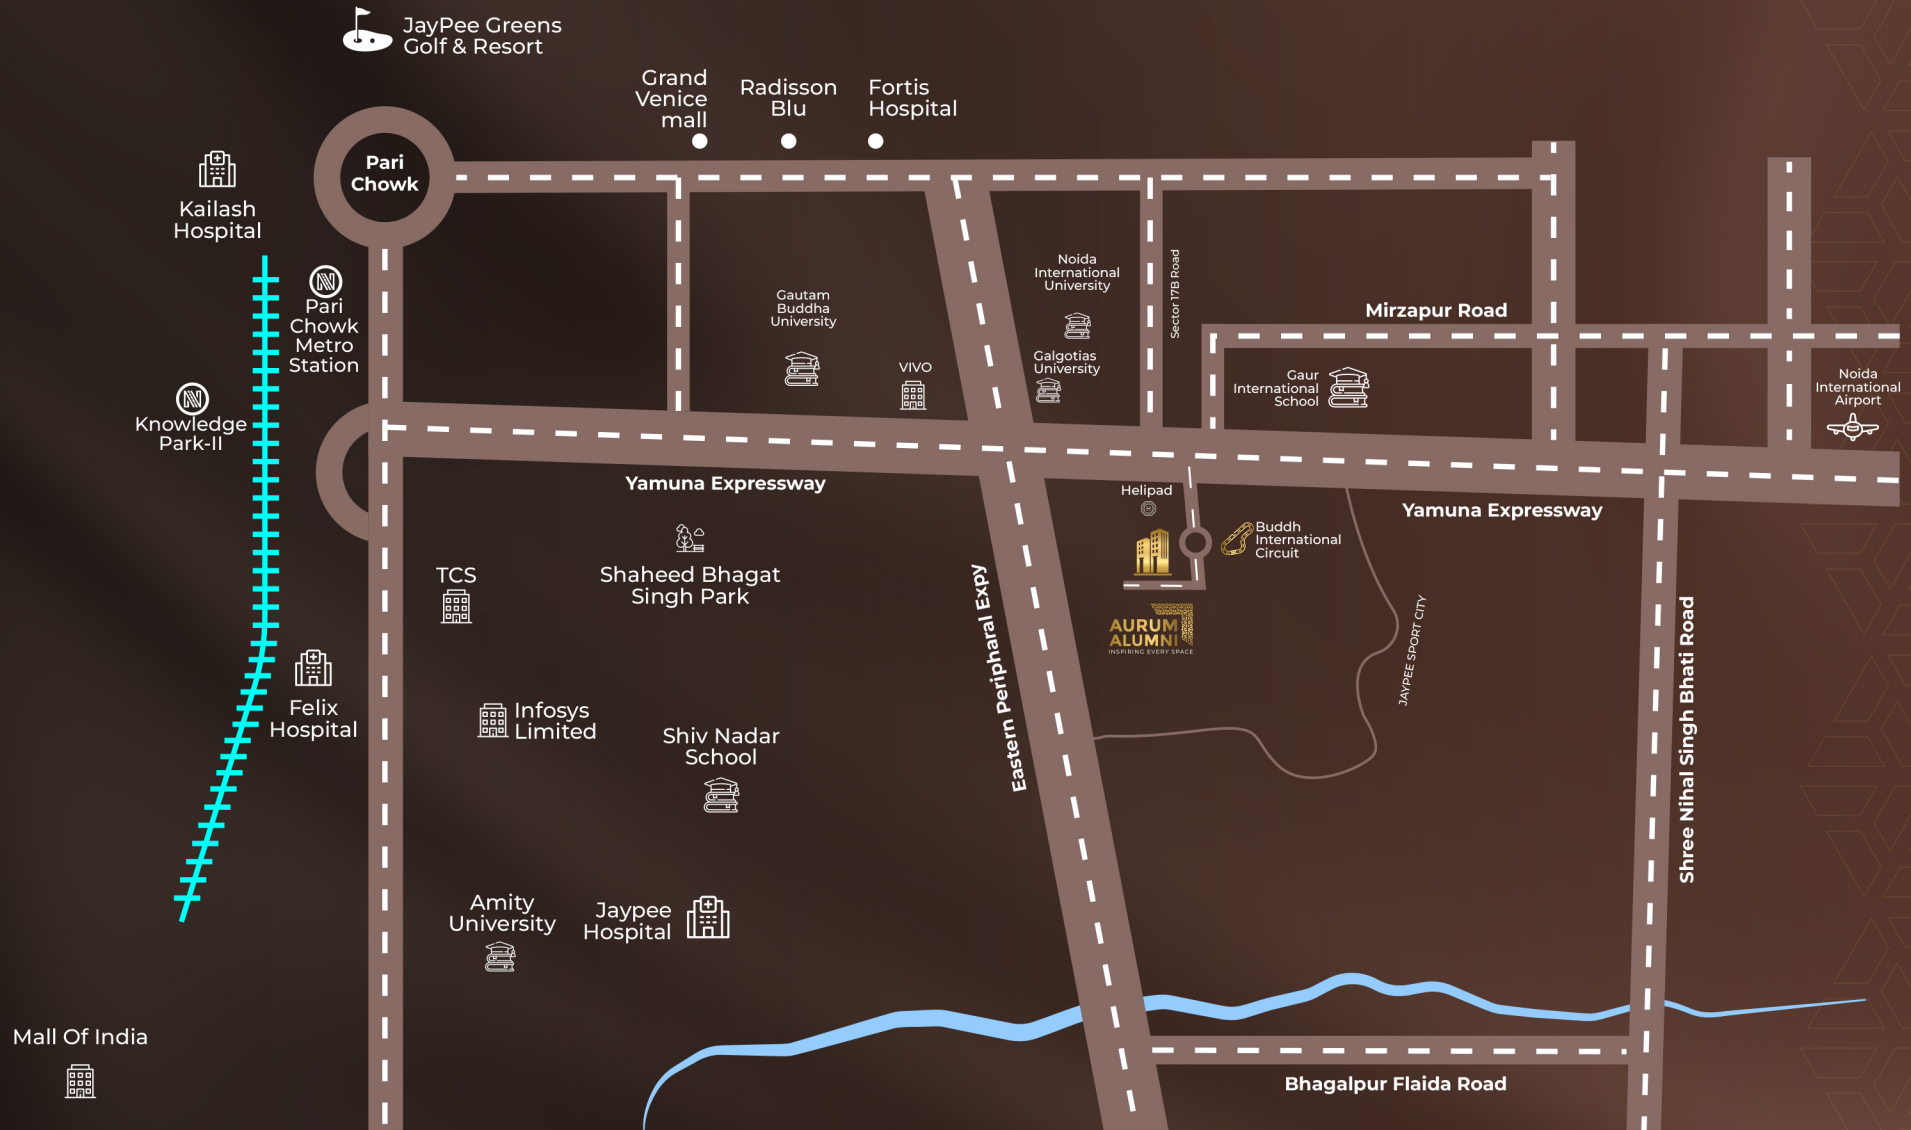 JayPee Greens
Golf & Resort
Grand
Venice
mall
Radisson
Blu
Fortis
Hospital
Pari
Chowk
Kailash
Hospital
Pari
Chowk
Metro
Station
Knowledge
Park-II
Gautam
Buddha
University
VIVO
Noida
International
University
Galgotias
University
Sector 17B Road
Mirzapur Road
Gaur
International
School
Noida
International
Airport
Yamuna Expressway
Yamuna Expressway
Helipad
Buddh
International
Circuit
TCS
Shaheed Bhagat
Singh Park
AURUM
ALUMNI
INSPIRING EVERY SPACE
Eastern Peripharal Expy
JAYPEE SPORT CITY
Shree Nihal Singh Bhati Road
Felix
Hospital
Infosys
Limited
Shiv Nadar
School
Amity
University
Jaypee
Hospital
Mall Of India
Bhagalpur Flaida Road